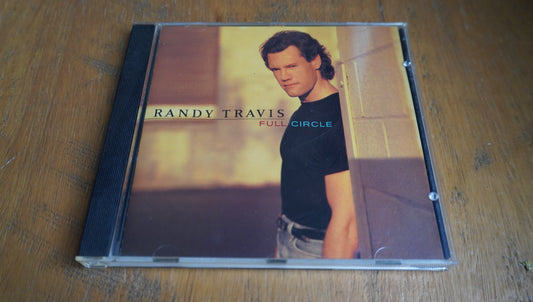 RANDY TRAVIS
FULL CIRCLE